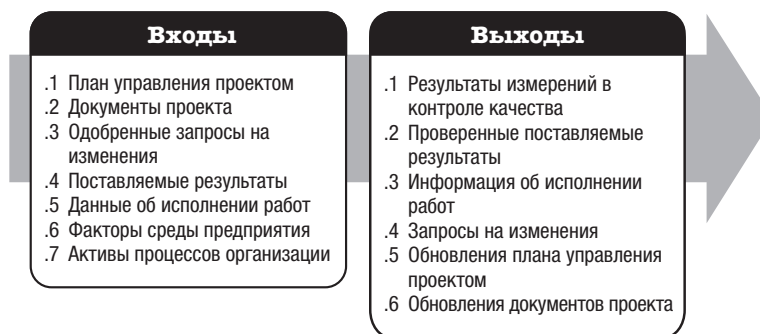 Входы
.1 План управления проектом
.2 Документы проекта
.3 Одобренные запросы на
изменения
.4 Поставляемые результаты
.5 Данные об исполнении работ
.6 Факторы среды предприятия
.7 Активы процессов организации
Выходы
.1 Результаты измерений в
контроле качества
.2 Проверенные поставляемые
результаты
.3 Информация об исполнении
работ
.4 Запросы на изменения
.5 Обновления плана управления
проектом
.6 Обновления документов проекта